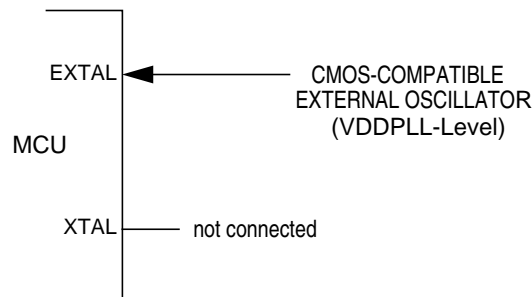 EXTAL
CMOS-COMPATIBLE
EXTERNAL OSCILLATOR
(VDDPLL-Level)
MCU
XTAL
not connected